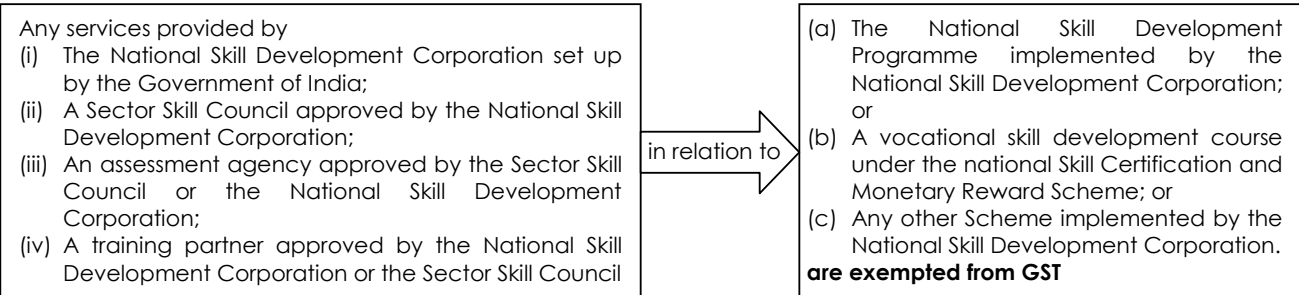 Any services provided by
(i) The National Skill Development Corporation set up
by the Government of India;
(ii) A Sector Skill Council approved by the National Skill
Development Corporation;
(iii) An assessment agency approved by the Sector Skill
Council or the National Skill Development
Corporation;
(iv) A training partner approved by the National Skill
Development Corporation or the Sector Skill Council
in relation to
(a) The National Skill Development
Programme implemented by the
National Skill Development Corporation;
or
(b) A vocational skill development course
under the national Skill Certification and
Monetary Reward Scheme; or
(c) Any other Scheme implemented by the
National Skill Development Corporation.
are exempted from GST